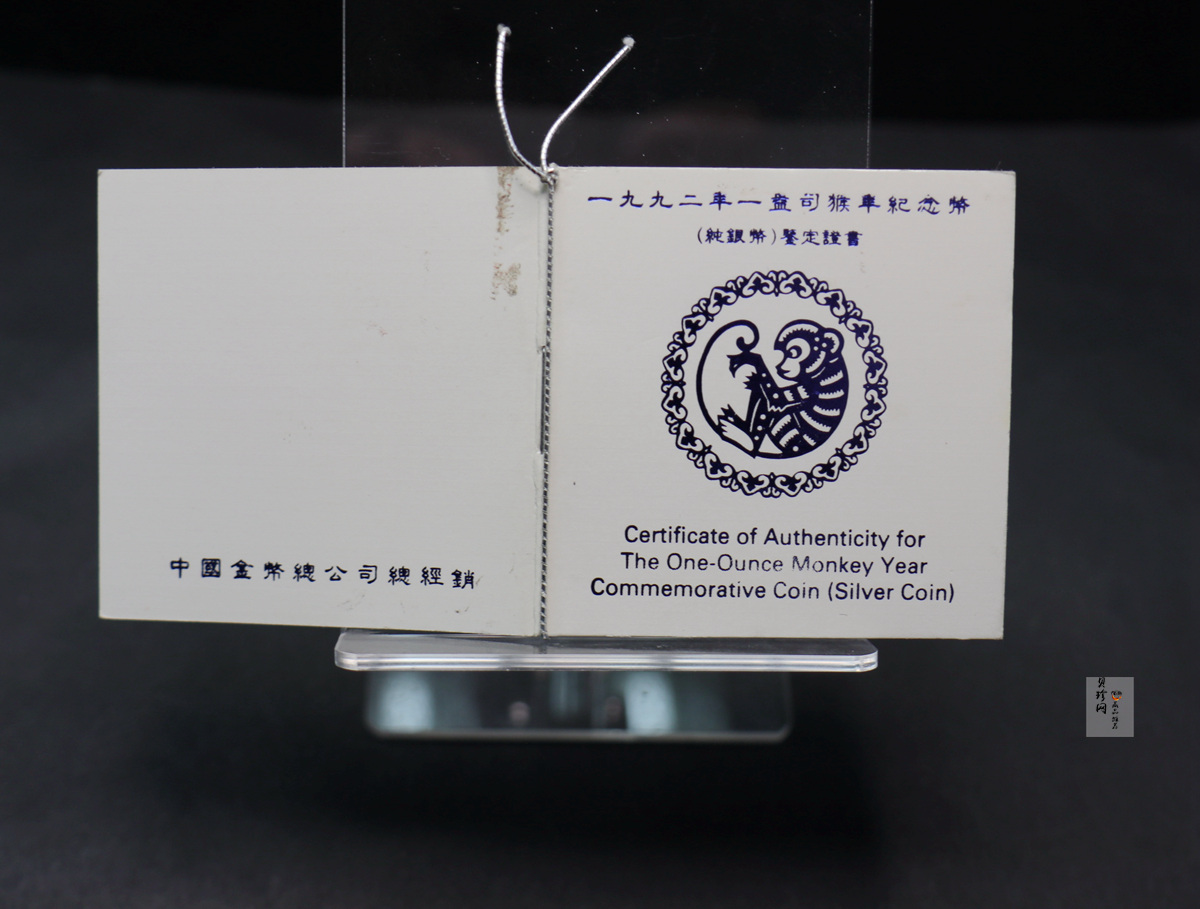 中國金幣總公司總經銷
一九九二年一盎司猴年紀念幣
(純銀幣)鑒定證書
Certificate of Authenticity for
The One-Ounce Monkey Year
Commemorative Coin (Silver Coin)